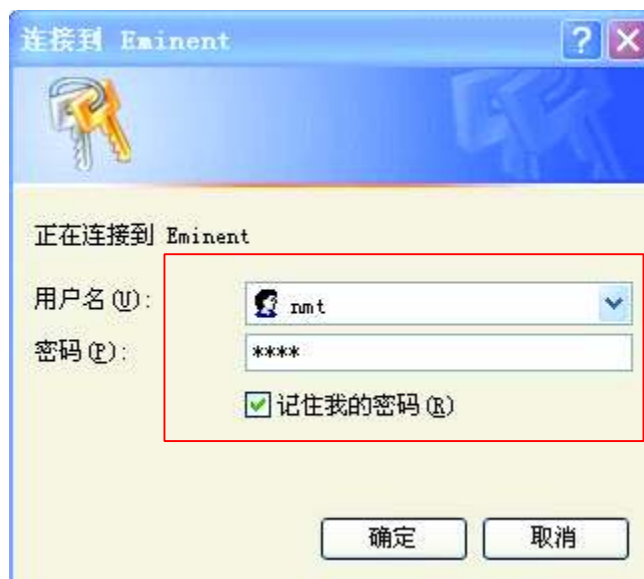 连接到 Eminent
正在连接到 Eminent
用户名(U):
nmt
密码(P):
****
记住我的密码(R)
确定
取消